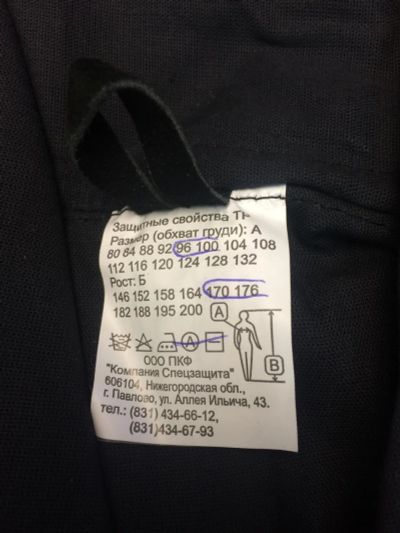 Защитные свойства Тн
Размер (обхват груди): А
80 84 88 92 96 100 104 108
112 116 120 124 128 132
Рост: Б
146 152 158 164 170 176
182 188 195 200
А
В
А
ООО ПКФ
"Компания Спецзащита"
606104, Нижегородская обл.,
г. Павлово, ул. Аллея Ильича, 43.
тел.: (831) 434-66-12,
(831)434-67-93